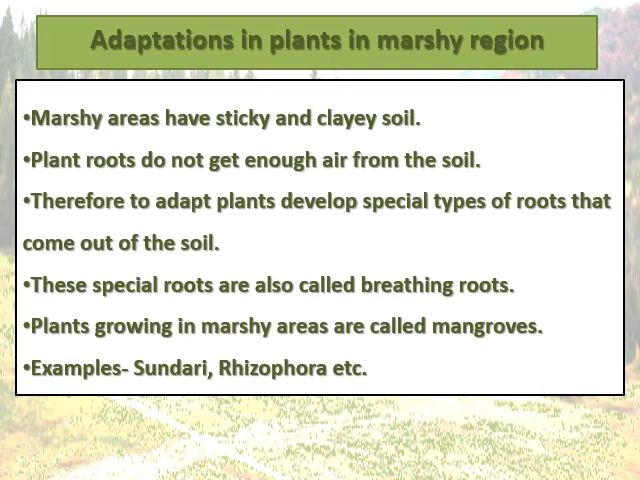 Adaptations in plants in marshy region
•Marshy areas have sticky and clayey soil.
•Plant roots do not get enough air from the soil.
•Therefore to adapt plants develop special types of roots that
come out of the soil.
•These special roots are also called breathing roots.
•Plants growing in marshy areas are called mangroves.
•Examples- Sundari, Rhizophora etc.